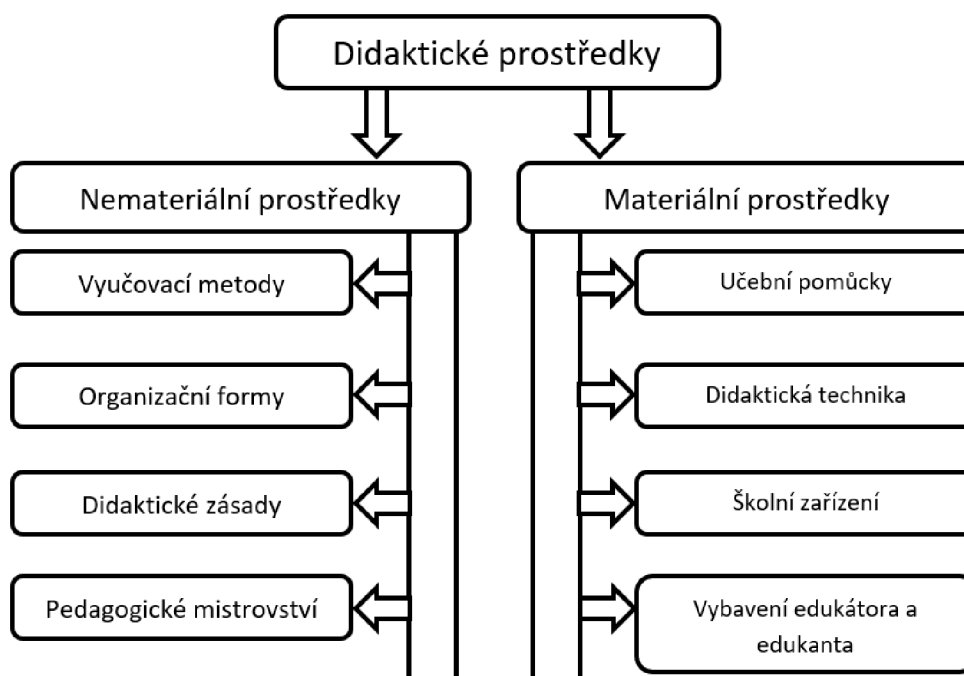 Didaktické prostředky
Nemateriální prostředky
Materiální prostředky
Vyučovací metody
Učební pomůcky
Organizační formy
Didaktická technika
Didaktické zásady
Školní zařízení
Pedagogické mistrovství
Vybavení edukátora a
edukanta